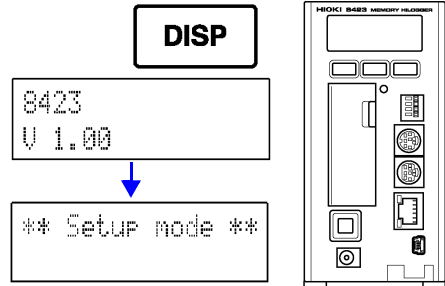 DISP
8423
V 1.00
** Setup mode **
HIOKI 8423 MEMORY HiLOGGER